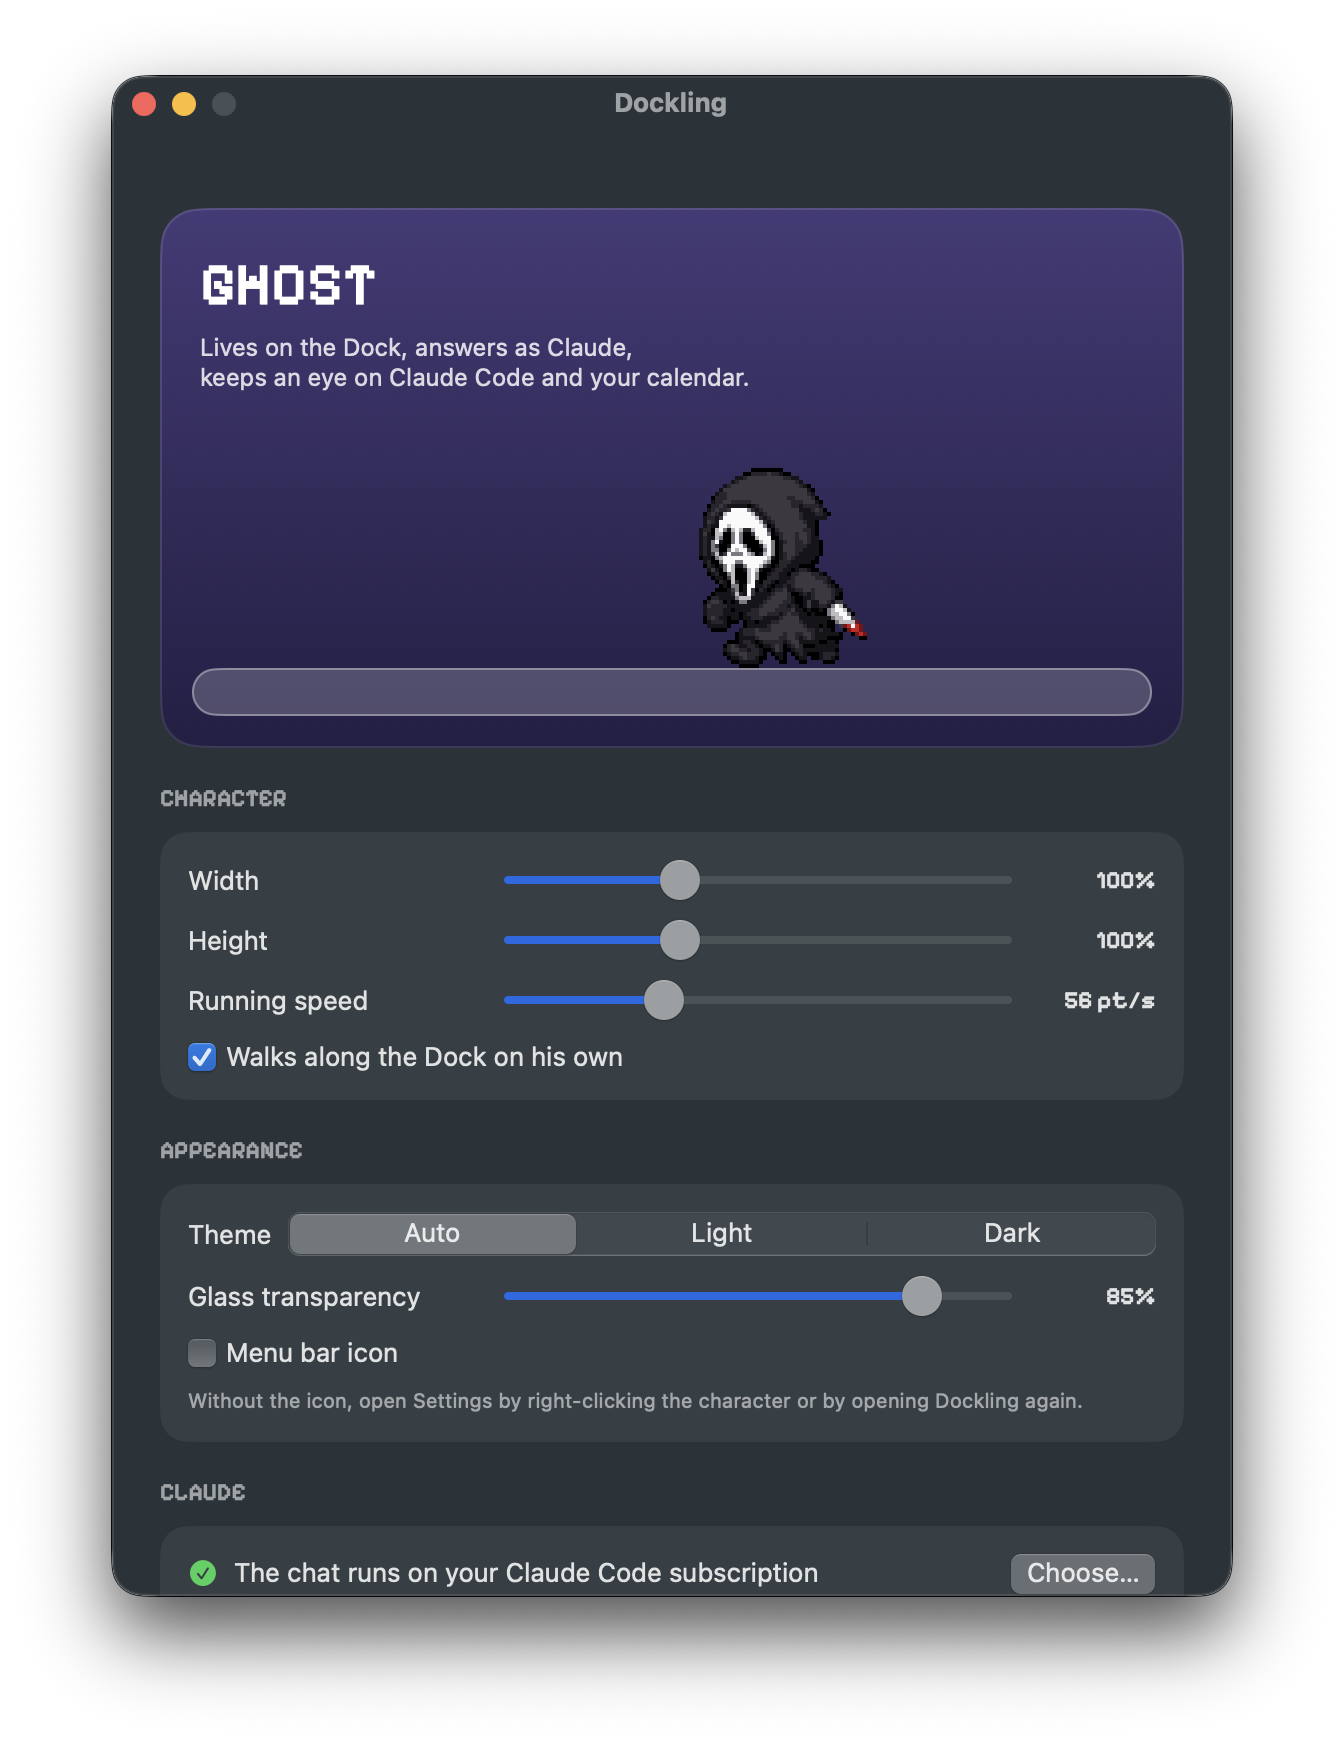 Dockling
GHOST
Lives on the Dock, answers as Claude,
keeps an eye on Claude Code and your calendar.
CHARACTER
Width 100%
Height 100%
Running speed 56 pt/s
Walks along the Dock on his own
APPEARANCE
Theme Auto Light Dark
Glass transparency 85%
Menu bar icon
Without the icon, open Settings by right-clicking the character or by opening Dockling again.
CLAUDE
The chat runs on your Claude Code subscription Choose...